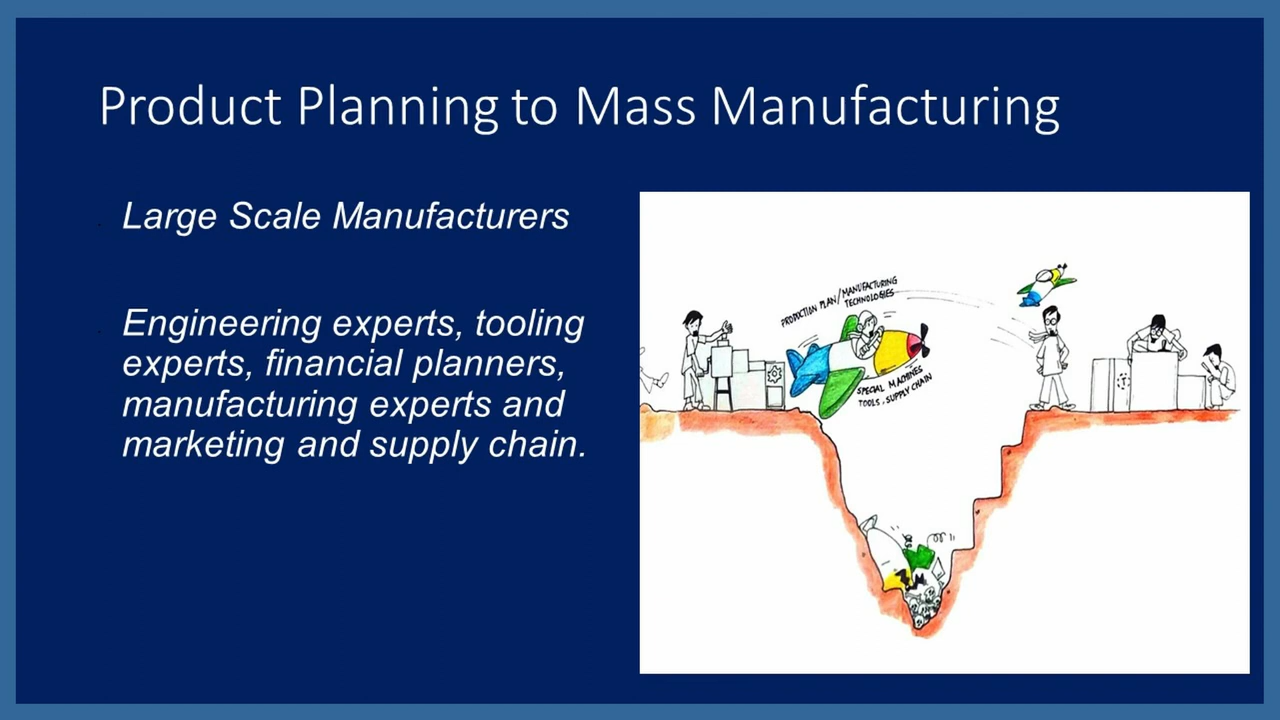 Product Planning to Mass Manufacturing
Large Scale Manufacturers
Engineering experts, tooling
experts, financial planners,
manufacturing experts and
marketing and supply chain.
PRODUCTION PLAN/MANUFACTURING
TECHNOLOGIES
SPECIAL MACHINES
TOOLS, SUPPLY CHAIN